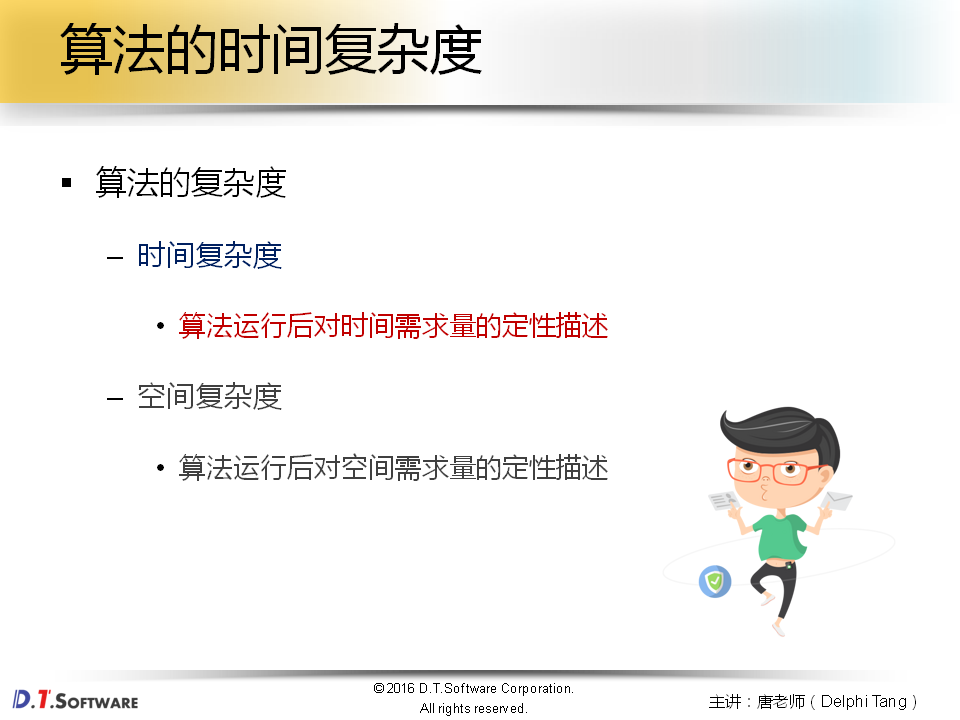 算法的时间复杂度
▪ 算法的复杂度
– 时间复杂度
• 算法运行后对时间需求量的定性描述
– 空间复杂度
• 算法运行后对空间需求量的定性描述
D.T.SOFTWARE
©2016 D.T.Software Corporation.
All rights reserved.
主讲：唐老师（Delphi Tang）